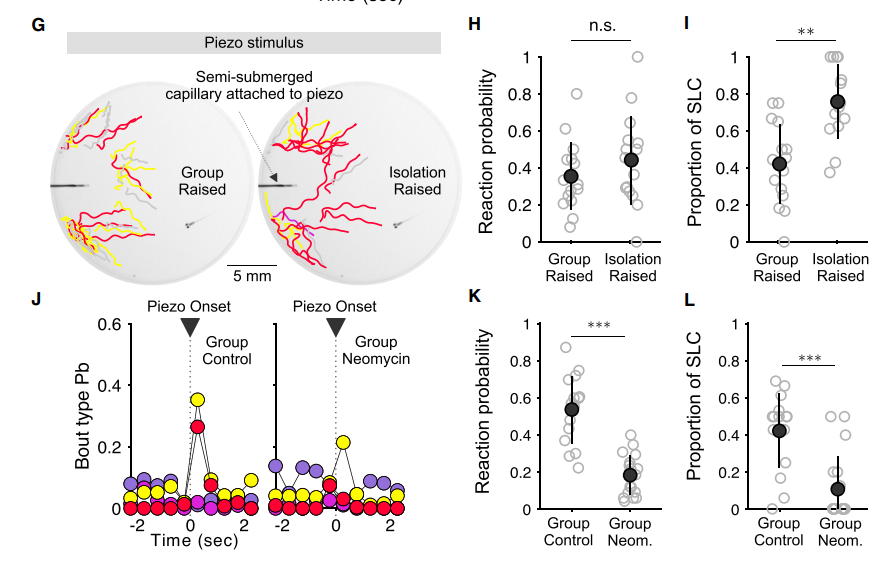 Time (sec)
G
Piezo stimulus
Semi-submerged
capillary attached to piezo
Group
Raised
Isolation
Raised
5 mm
H
n.s.
Reaction probability
1
0.8
0.6
0.4
0.2
0
Group
Raised
Isolation
Raised
I
**
Proportion of SLC
1
0.8
0.6
0.4
0.2
0
Group
Raised
Isolation
Raised
J
Piezo Onset
Piezo Onset
Group
Control
Group
Neomycin
Bout type Pb
0.6
0.4
0.2
0
-2
0
2
-2
0
2
Time (sec)
K
***
Reaction probability
1
0.8
0.6
0.4
0.2
0
Group
Control
Group
Neom.
L
***
Proportion of SLC
1
0.8
0.6
0.4
0.2
0
Group
Control
Group
Neom.